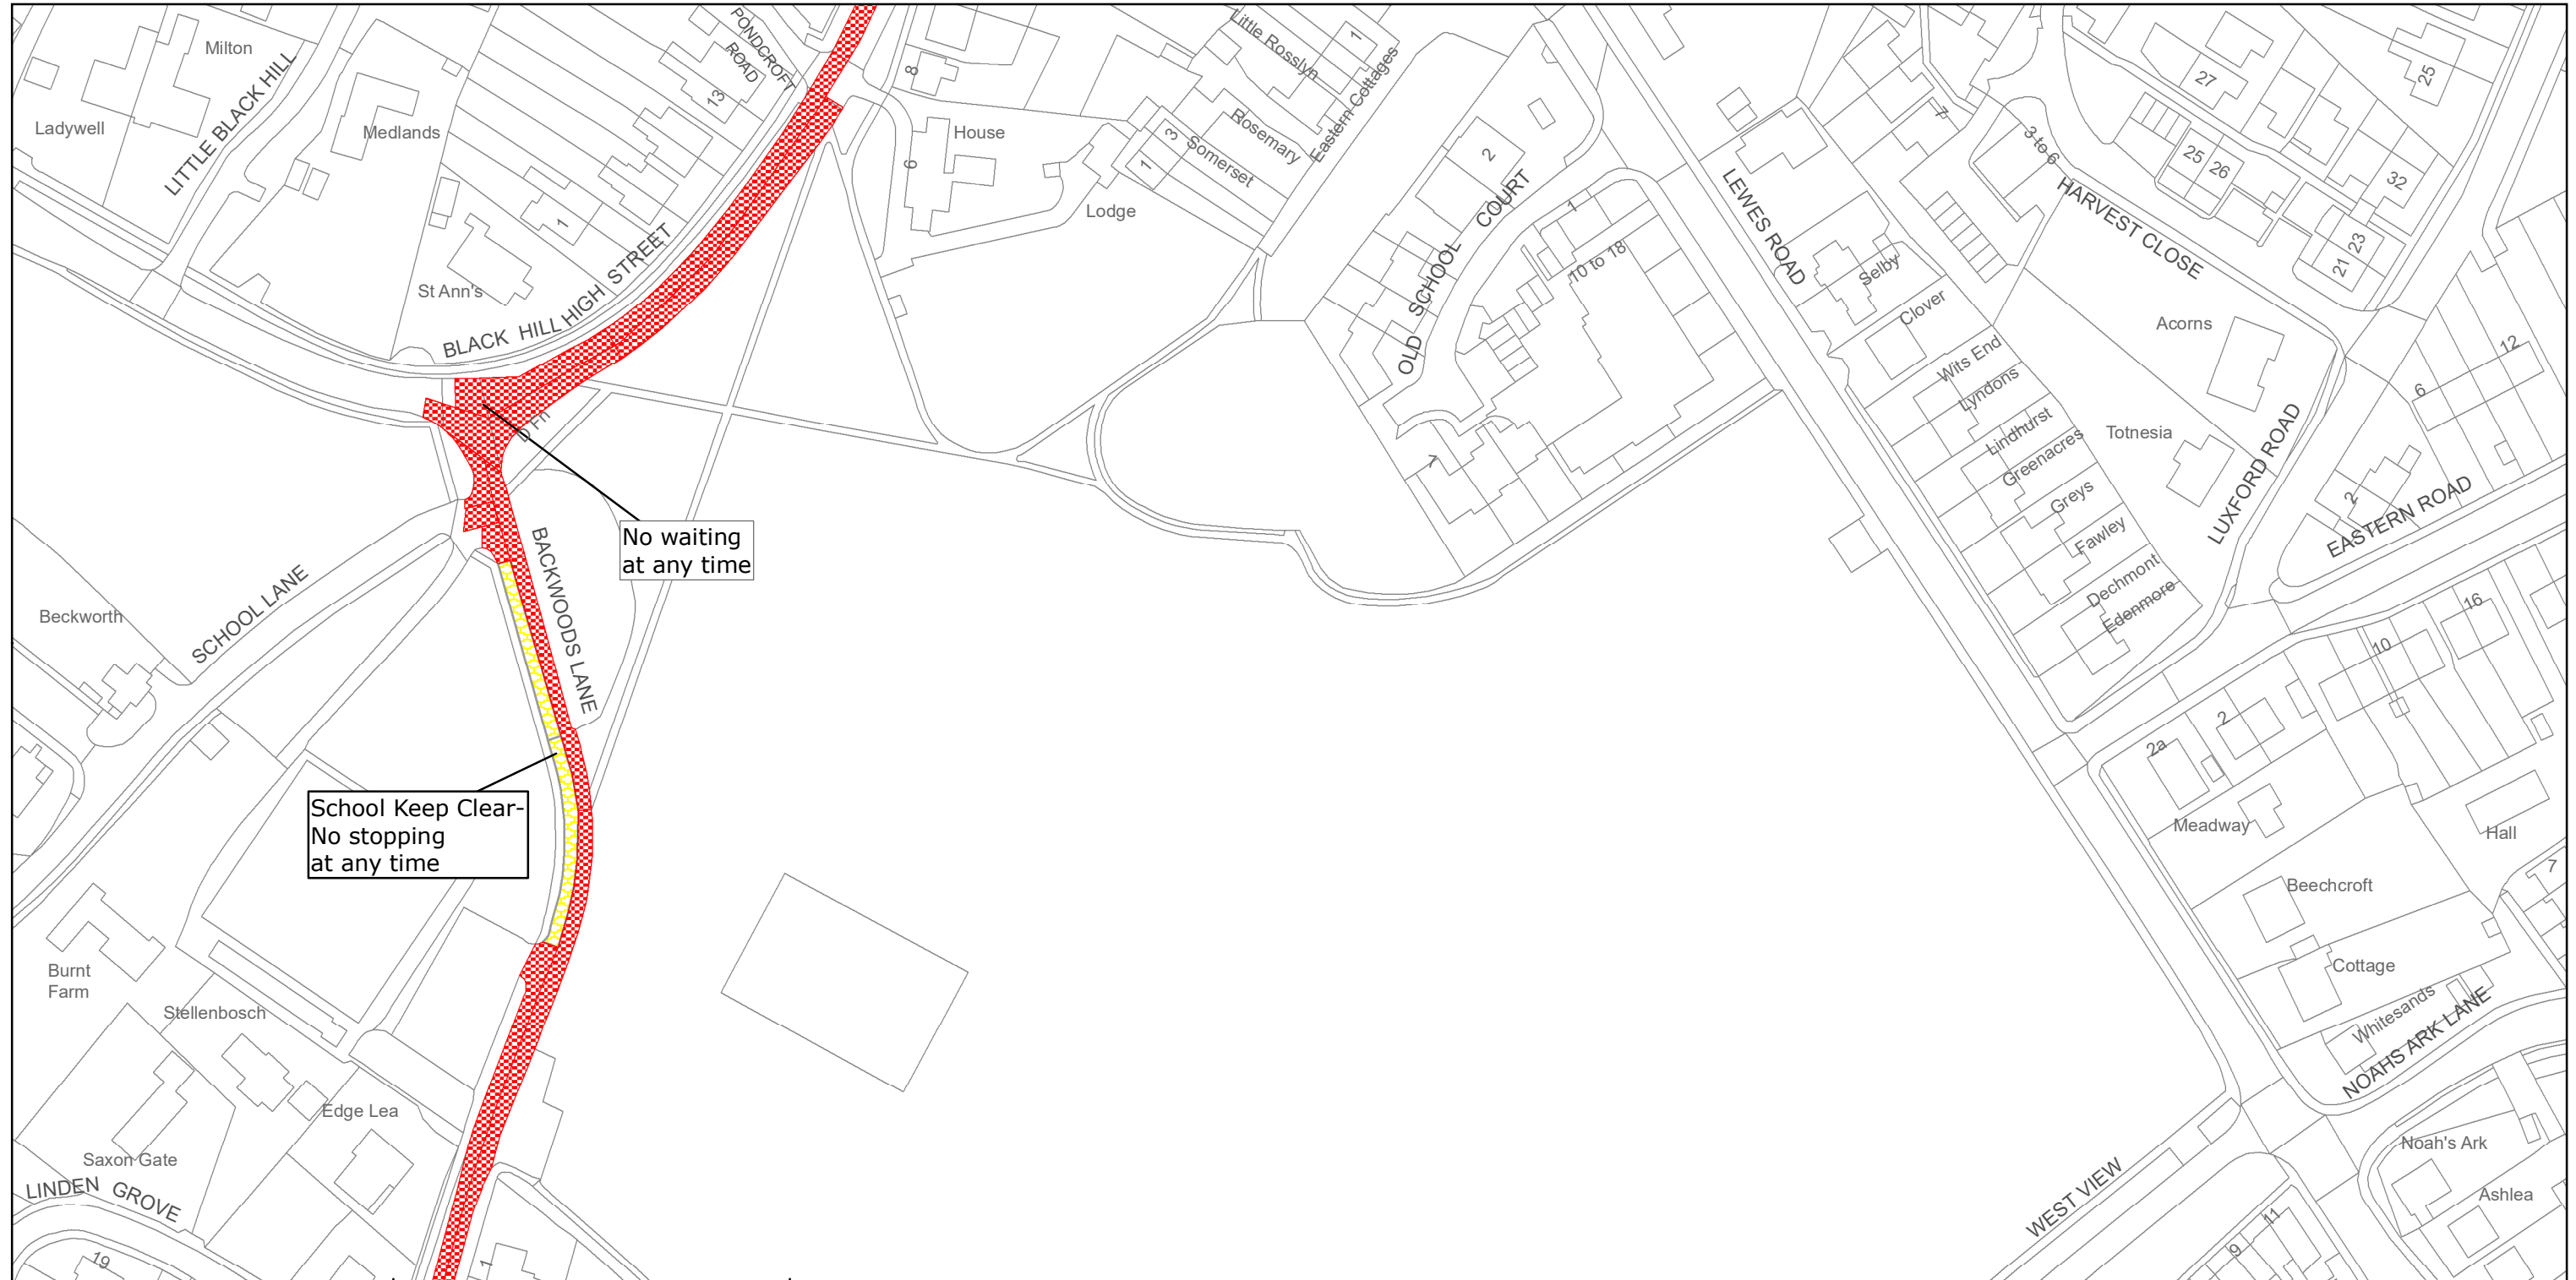 Milton
Ladywell
LITTLE BLACK HILL
Medlands
PONDCROFT
ROAD
13
1
St Ann's
BLACK HILL
HIGH STREET
8
6
House
Lodge
Little Rosslyn
1
Eastern Cottages
Rosemary
Somerset
3
1
2
OLD SCHOOL COURT
1
10 to 18
7
LEWES ROAD
Selby
Clover
Wits End
Lyndons
Lindhurst
Greenacres
Greys
Fawley
Dechmont
Edenmore
7
3 to 6
HARVEST CLOSE
27
25
25
26
32
23
21
Acorns
Totnesia
LUXFORD ROAD
12
6
2
EASTERN ROAD
16
10
2
2a
Meadway
Hall
7
Beechcroft
Cottage
Whitesands
NOAHS ARK LANE
Noah's Ark
Ashlea
WEST VIEW
11
9
D Fn
No waiting
at any time
BACKWOODS LANE
SCHOOL LANE
Beckworth
School Keep Clear-
No stopping
at any time
Burnt
Farm
Stellenbosch
Edge Lea
Saxon Gate
LINDEN GROVE
19
1